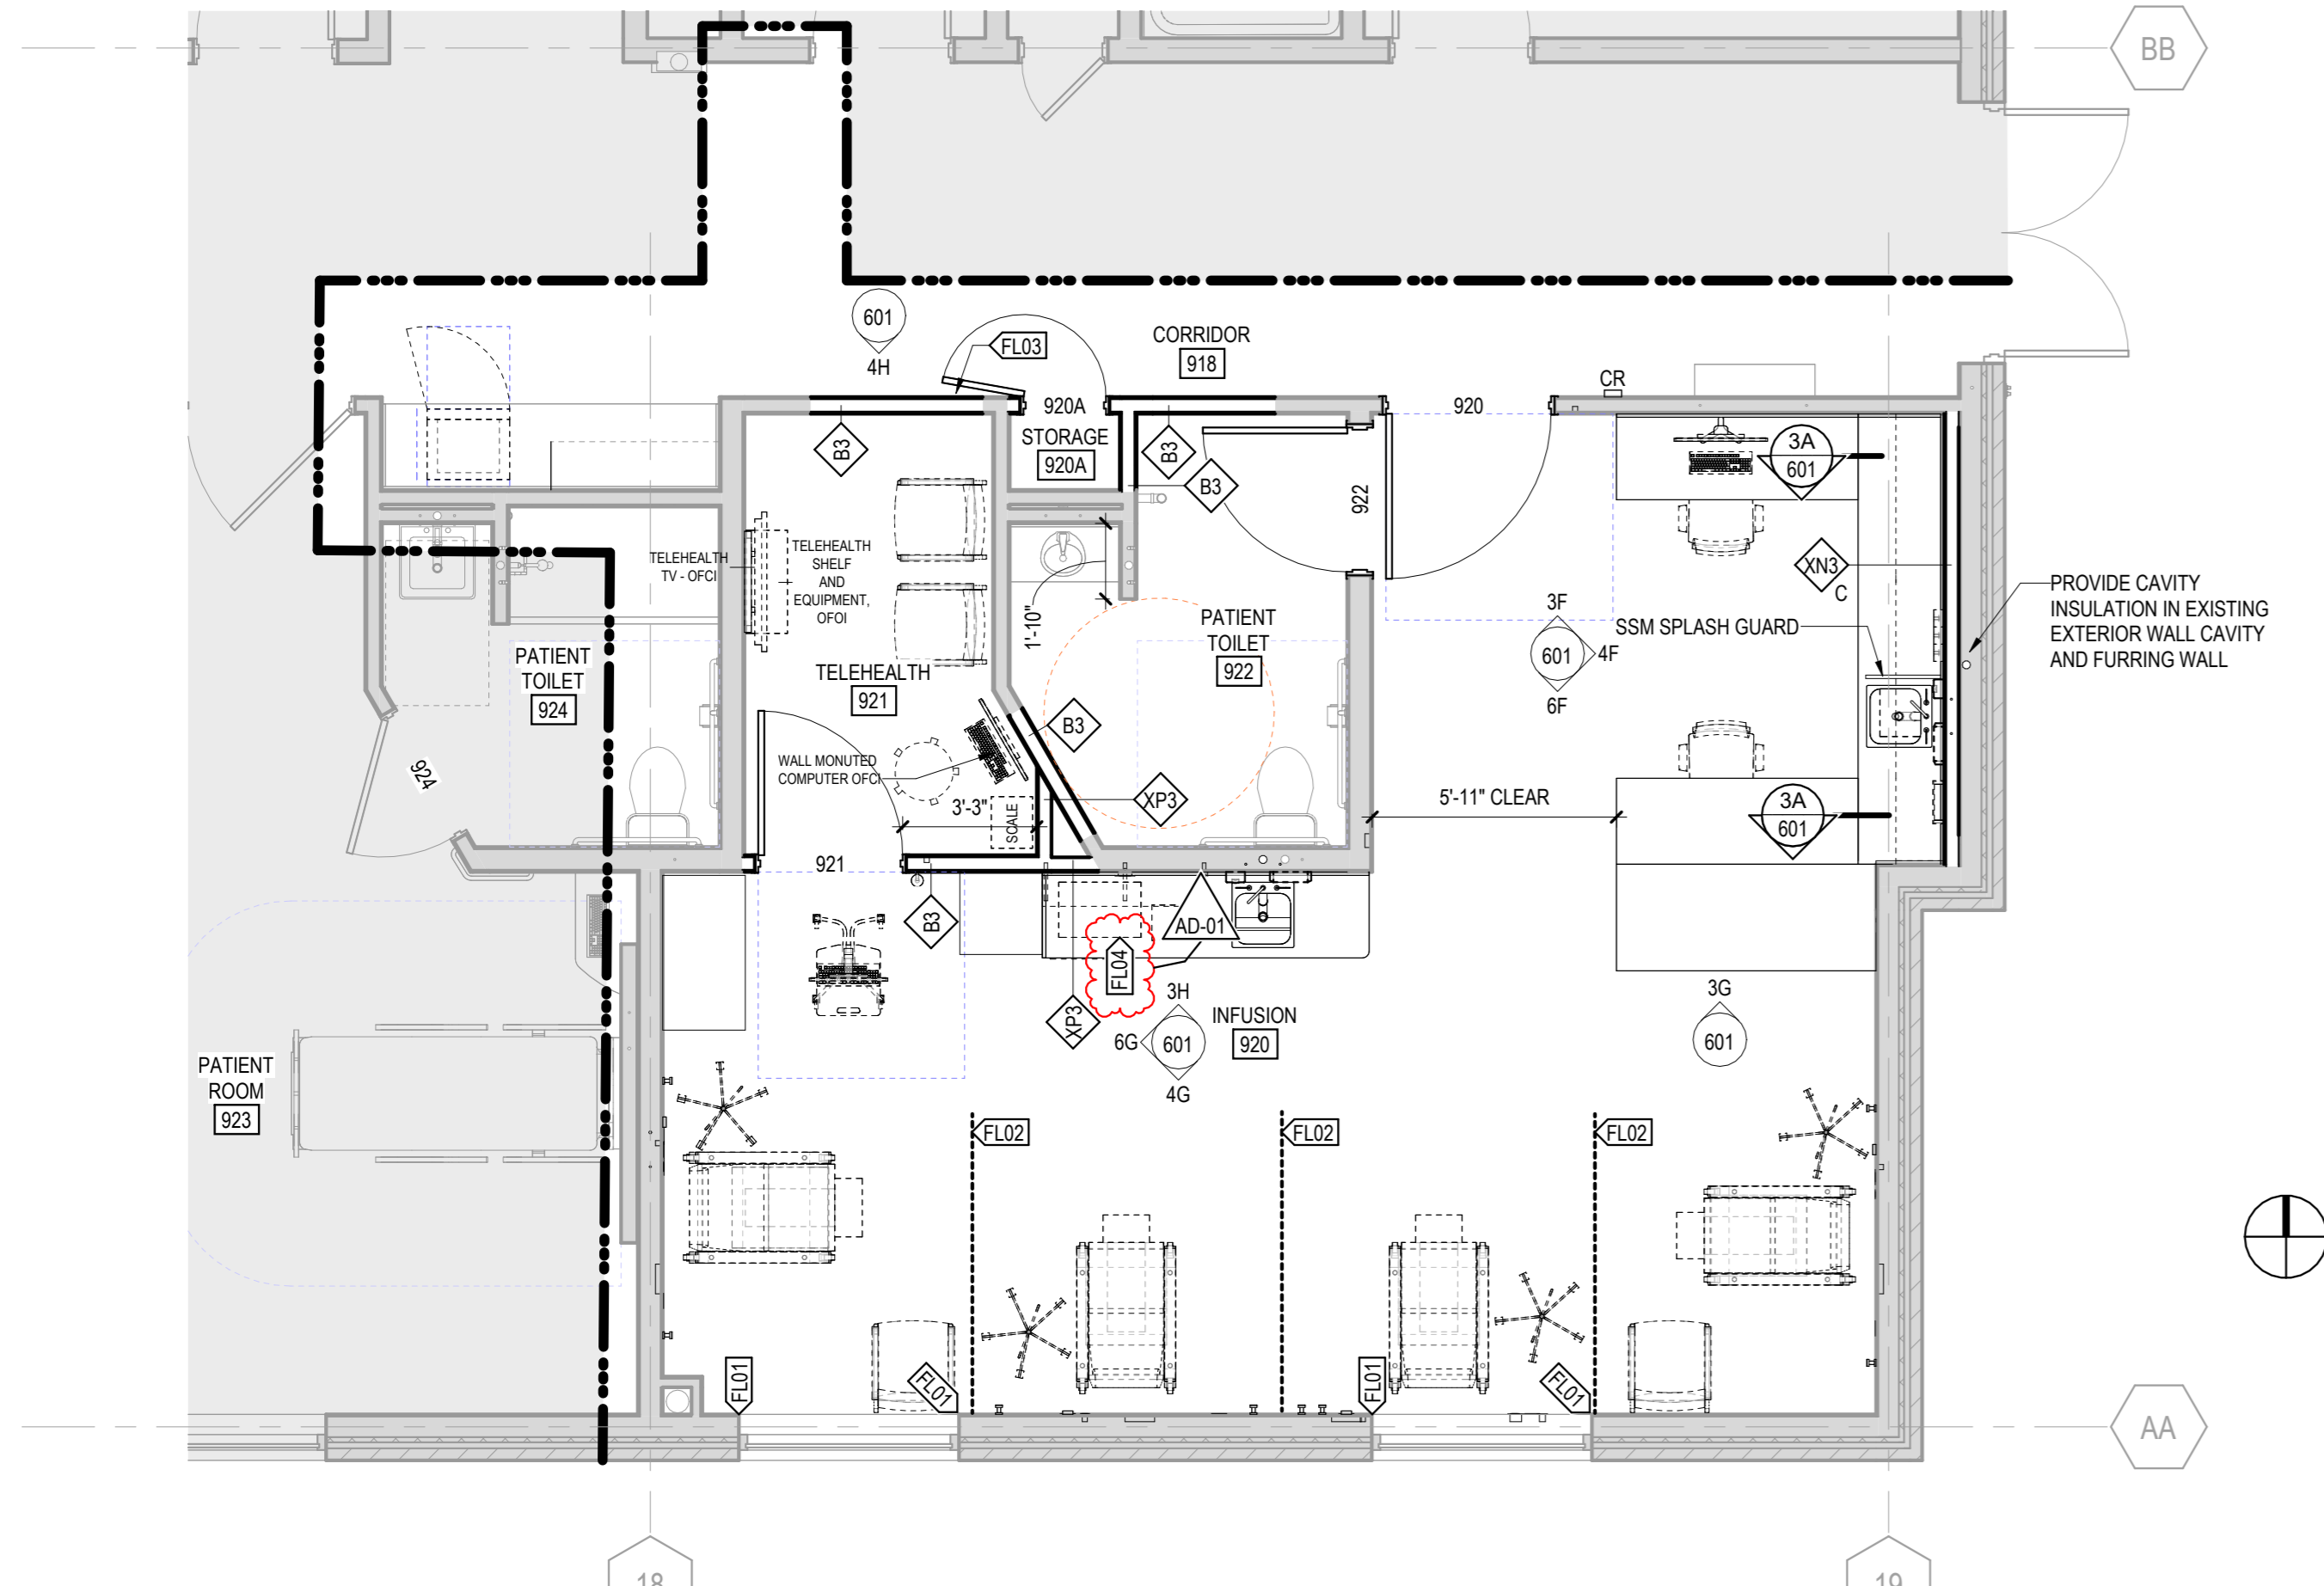 BB
601
4H
FL03
CORRIDOR
918
CR
920A
920
STORAGE
920A
B3
B3
B3
3A
601
922
TELEHEALTH
TV - OFCI
TELEHEALTH
SHELF
AND
EQUIPMENT,
OFOI
XN3
C
PROVIDE CAVITY
INSULATION IN EXISTING
EXTERIOR WALL CAVITY
AND FURRING WALL
1'-10"
PATIENT
TOILET
922
3F
601
4F
6F
SSM SPLASH GUARD
PATIENT
TOILET
924
TELEHEALTH
921
B3
924
WALL MONUTED
COMPUTER OFCI
3'-3"
SCALE
XP3
5'-11" CLEAR
3A
601
921
B3
AD-01
FL04
XP3
3H
6G
601
4G
INFUSION
920
3G
601
PATIENT
ROOM
923
FL02
FL02
FL02
FL01
FL01
FL01
FL01
AA
18
19